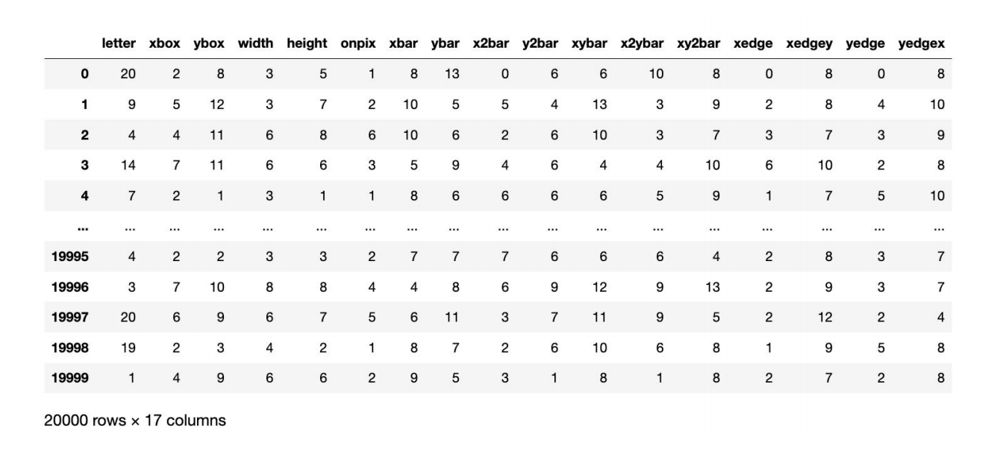 letter xbox ybox width height onpix xbar ybar x2bar y2bar xybar x2ybar xy2bar xedge xedgey yedge yedgex
0 20 2 8 3 5 1 8 13 0 6 6 10 8 0 8 0 8
1 9 5 12 3 7 2 10 5 5 4 13 3 9 2 8 4 10
2 4 4 11 6 8 6 10 6 2 6 10 3 7 3 7 3 9
3 14 7 11 6 6 3 5 9 4 6 4 4 10 6 10 2 8
4 7 2 1 3 1 1 8 6 6 6 6 5 9 1 7 5 10
... ... ... ... ... ... ... ... ... ... ... ... ... ... ... ... ... ...
19995 4 2 2 3 3 2 7 7 7 6 6 6 4 2 8 3 7
19996 3 7 10 8 8 4 4 8 6 9 12 9 13 2 9 3 7
19997 20 6 9 6 7 5 6 11 3 7 11 9 5 2 12 2 4
19998 19 2 3 4 2 1 8 7 2 6 10 6 8 1 9 5 8
19999 1 4 9 6 6 2 9 5 3 1 8 1 8 2 7 2 8
20000 rows × 17 columns